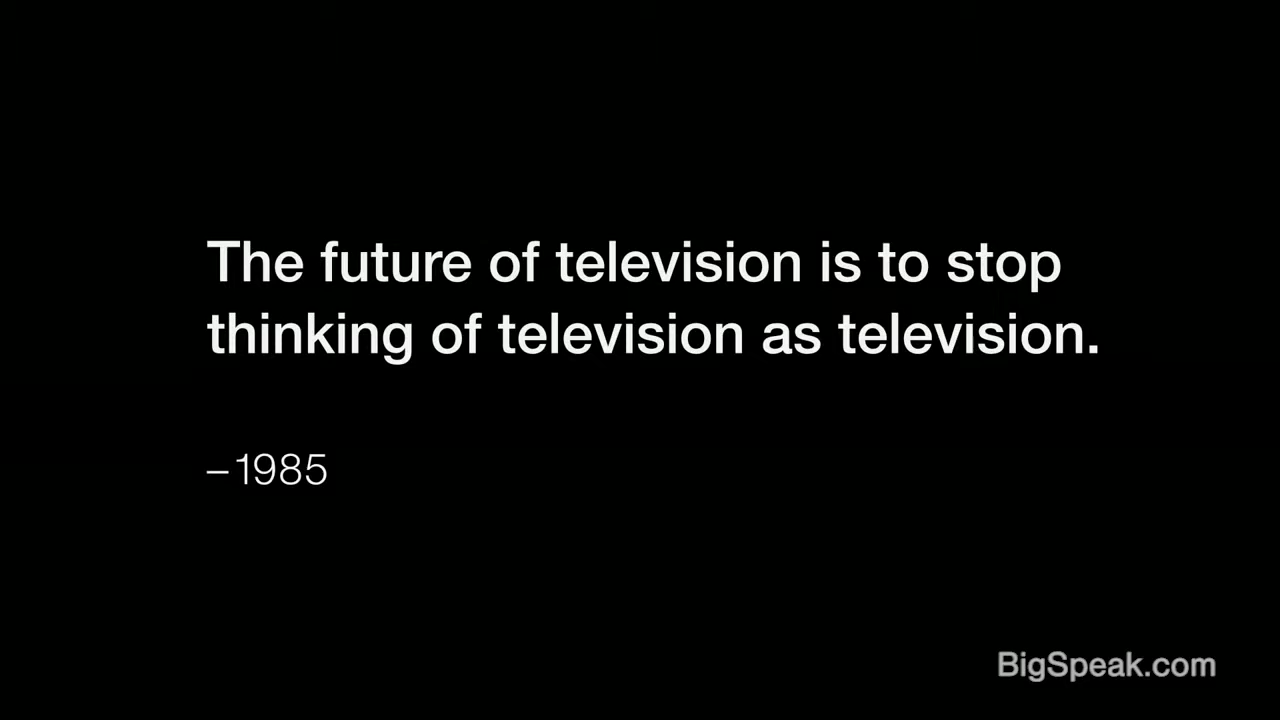 The future of television is to stop
thinking of television as television.
–1985
BigSpeak.com